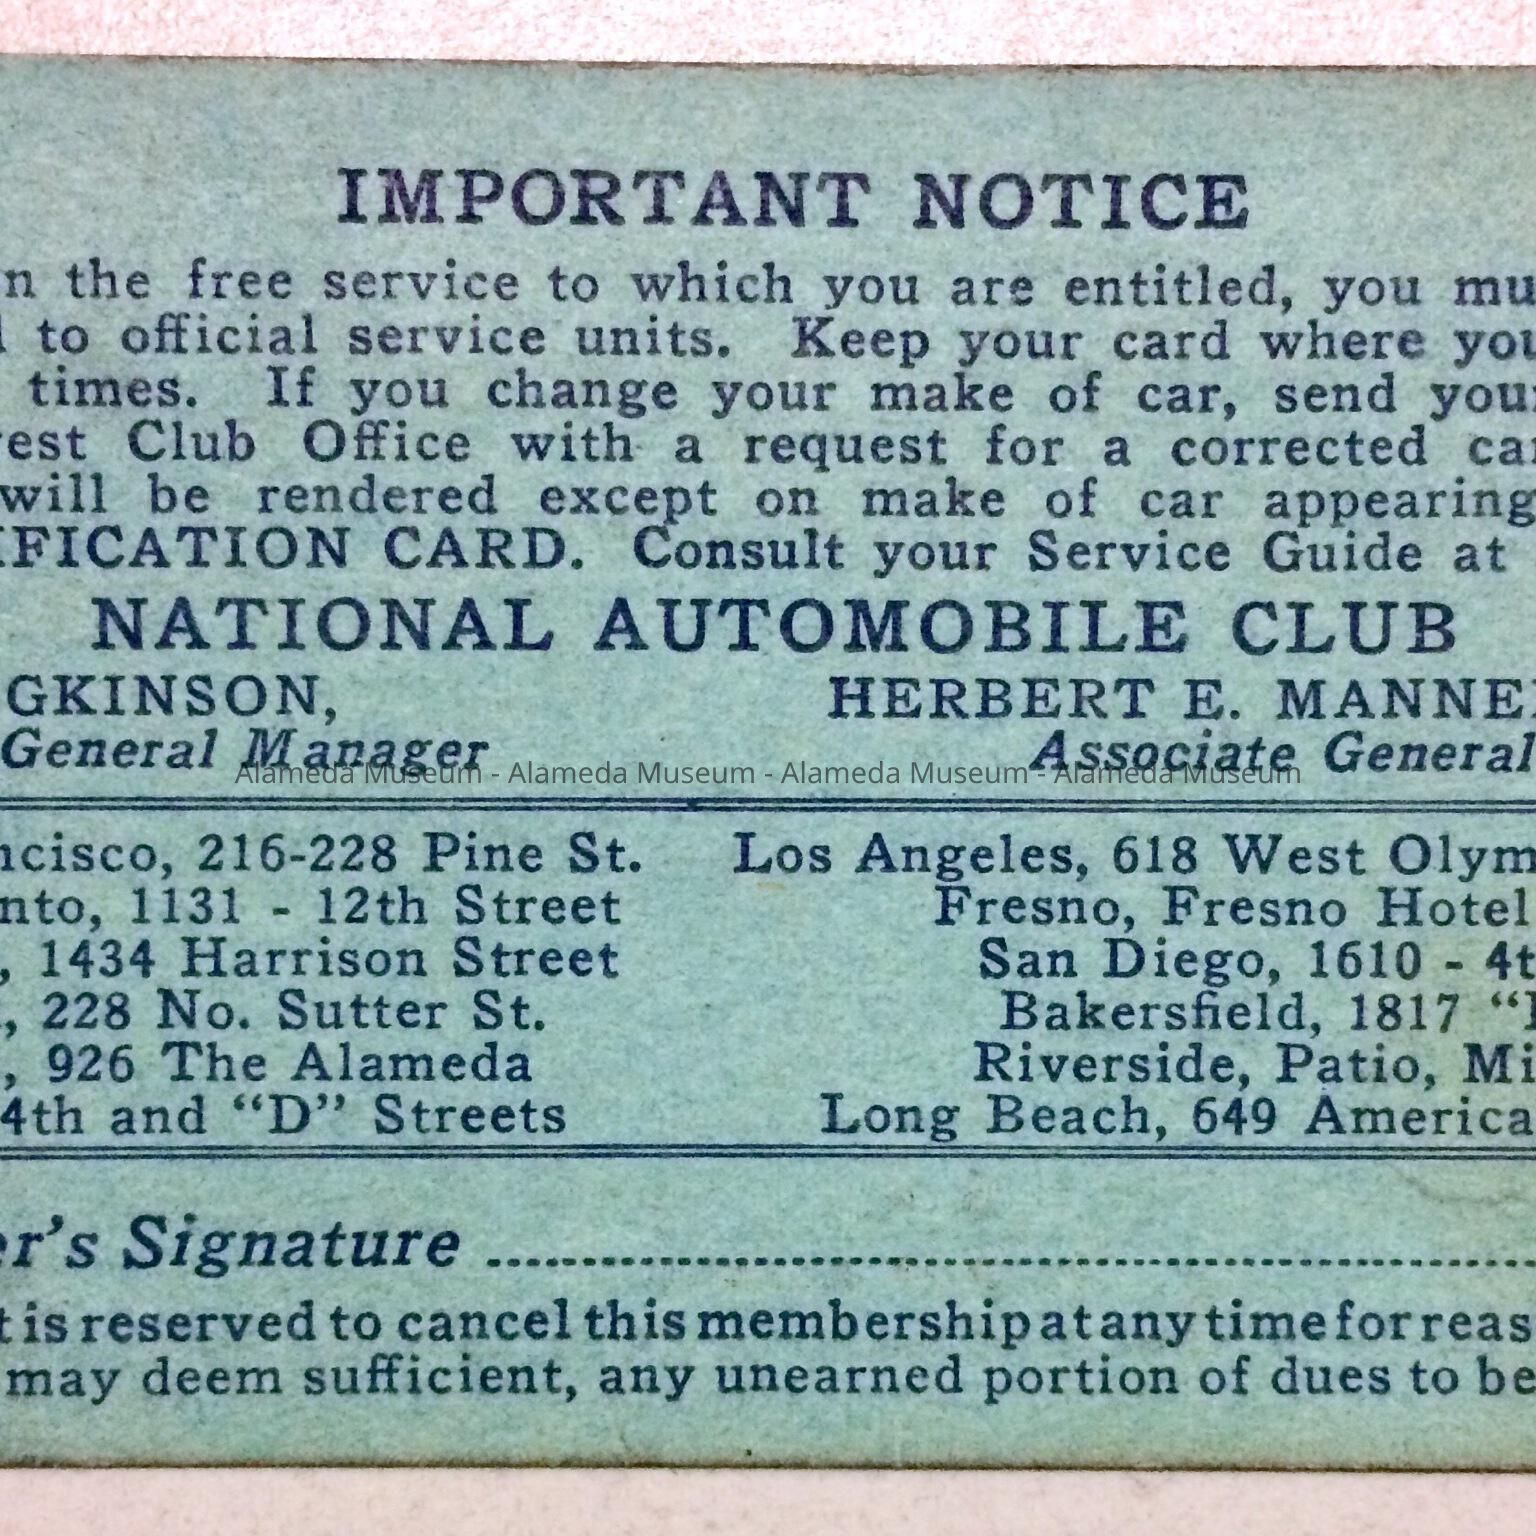 IMPORTANT NOTICE
n the free service to which you are entitled, you mu
to official service units. Keep your card where you
times. If you change your make of car, send your
est Club Office with a request for a corrected car
will be rendered except on make of car appearing
IFICATION CARD. Consult your Service Guide at
NATIONAL AUTOMOBILE CLUB
GKINSON, HERBERT E. MANNE
General Manager Associate General
Alameda Museum - Alameda Museum - Alameda Museum - Alameda Museum
ncisco, 216-228 Pine St. Los Angeles, 618 West Olym
nto, 1131 - 12th Street Fresno, Fresno Hotel
, 1434 Harrison Street San Diego, 1610 - 4t
, 228 No. Sutter St. Bakersfield, 1817 “
, 926 The Alameda Riverside, Patio, Mi
4th and “D” Streets Long Beach, 649 America
er's Signature
t is reserved to cancel this membership at any time for reas
may deem sufficient, any unearned portion of dues to be